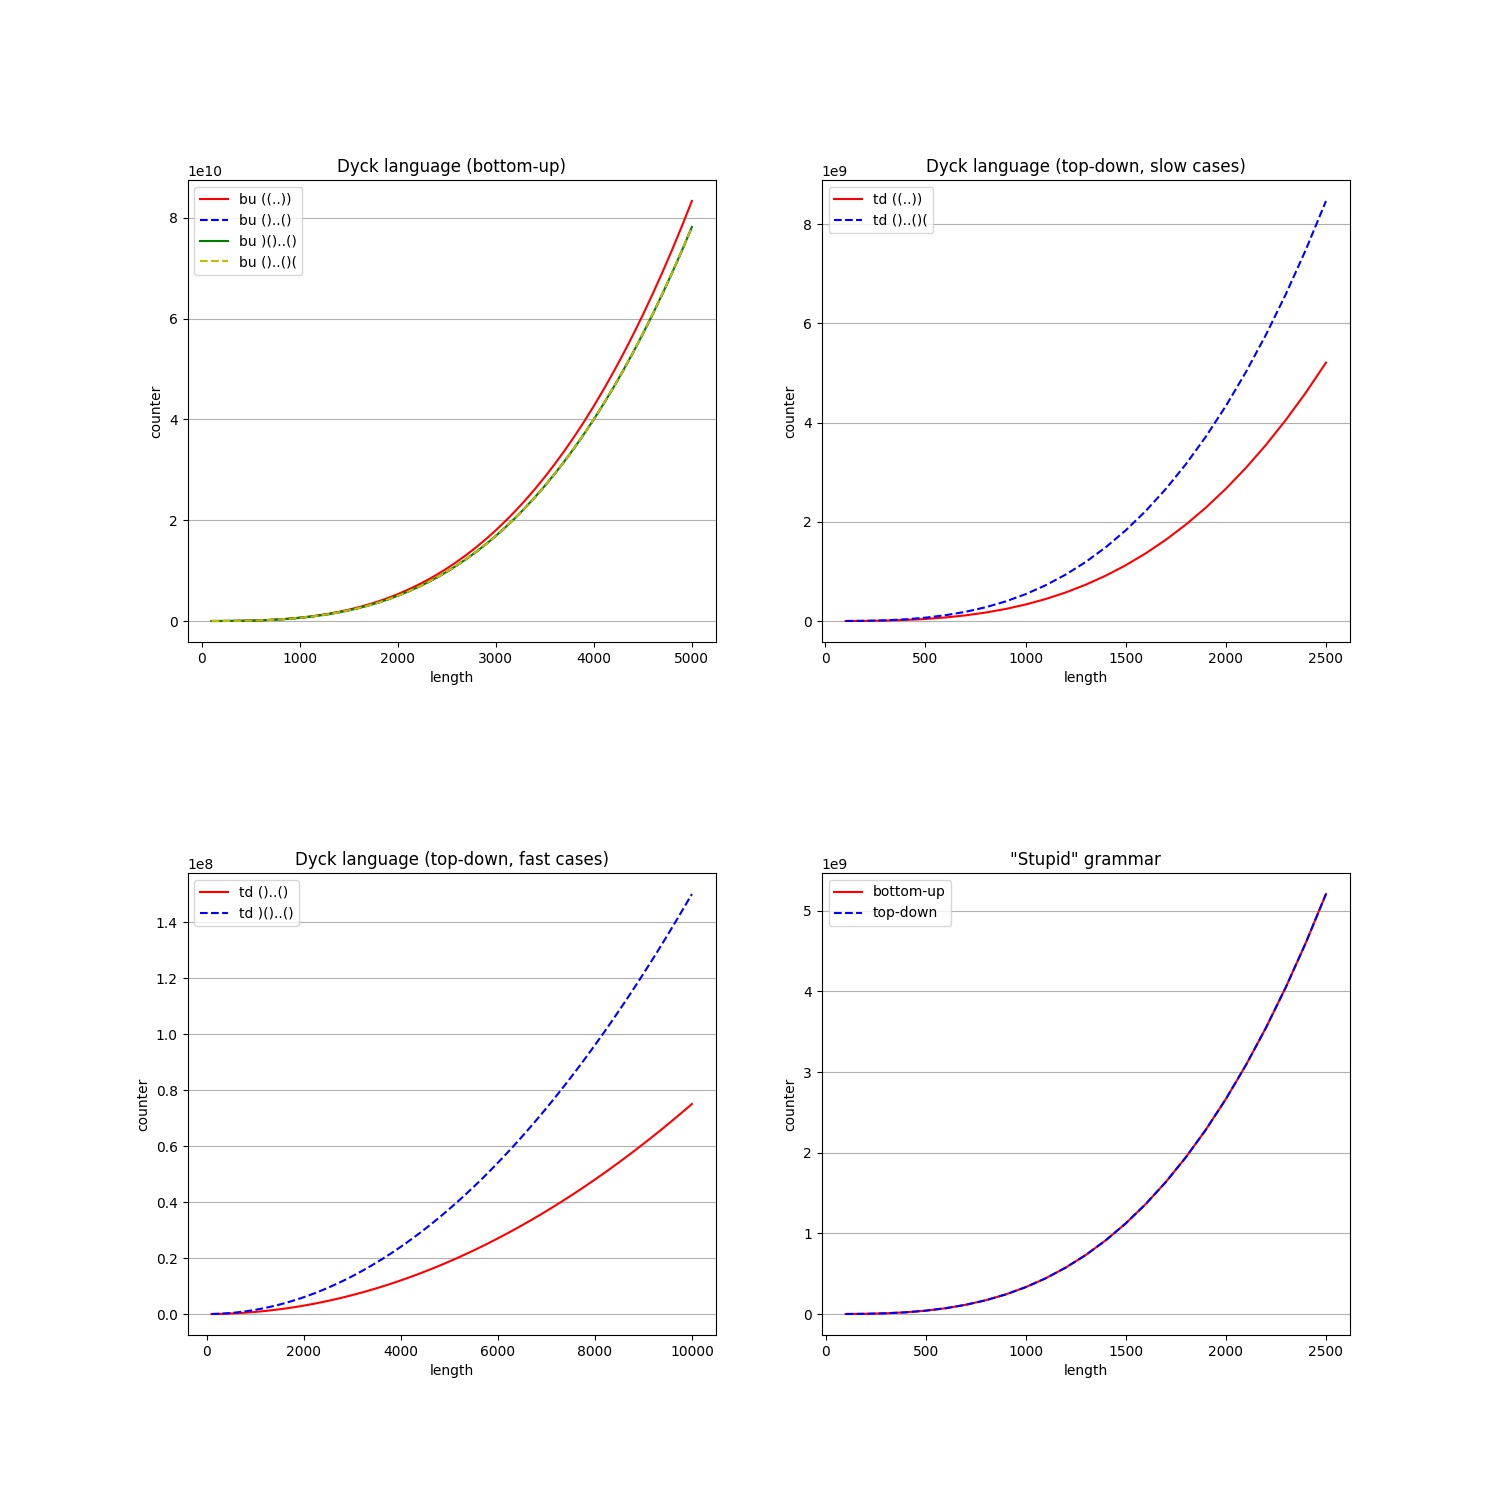 Dyck language (bottom-up)
1e10
bu ((..))
bu ()..()
bu )()..()
bu ()..()(
8
6
4
2
0
counter
0 1000 2000 3000 4000 5000
length
Dyck language (top-down, slow cases)
1e9
td ((..))
td ()..()(
8
6
4
2
0
counter
0 500 1000 1500 2000 2500
length
Dyck language (top-down, fast cases)
1e8
td ()..()
td )()..()
1.4
1.2
1.0
0.8
0.6
0.4
0.2
0.0
counter
0 2000 4000 6000 8000 10000
length
"Stupid" grammar
1e9
bottom-up
top-down
5
4
3
2
1
0
counter
0 500 1000 1500 2000 2500
length